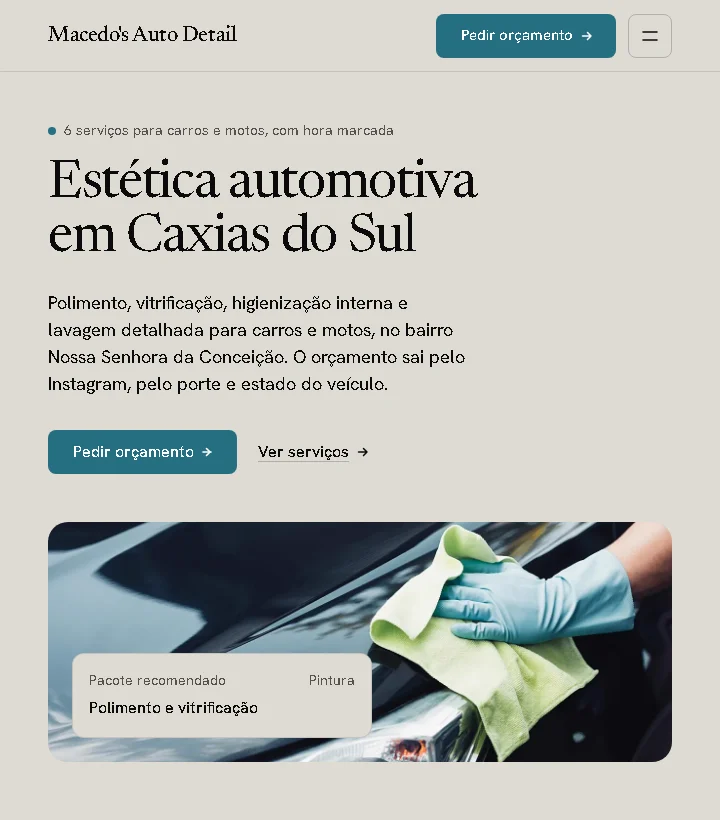 Macedo's Auto Detail
Pedir orçamento →
6 serviços para carros e motos, com hora marcada
Estética automotiva
em Caxias do Sul
Polimento, vitrificação, higienização interna e
lavagem detalhada para carros e motos, no bairro
Nossa Senhora da Conceição. O orçamento sai pelo
Instagram, pelo porte e estado do veículo.
Pedir orçamento →
Ver serviços →
Pacote recomendado
Pintura
Polimento e vitrificação